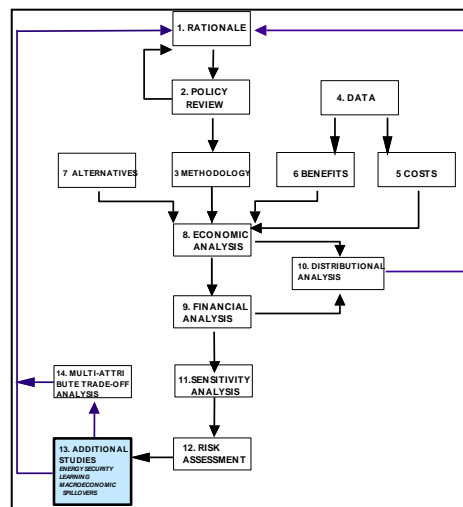 1. RATIONALE
2. POLICY
REVIEW
4. DATA
7 ALTERNATIVES
3 METHODOLOGY
6 BENEFITS
5 COSTS
8. ECONOMIC
ANALYSIS
10. DISTRIBUTIONAL
ANALYSIS
9. FINANCIAL
ANALYSIS
14. MULTI-ATTRI
BUTE TRADE-OFF
ANALYSIS
11.SENSITIVITY
ANALYSIS
12. RISK
ASSESSMENT
13. ADDITIONAL
STUDIES
ENERGY SECURITY
LEARNING
MACROECONOMIC
SPILLOVERS